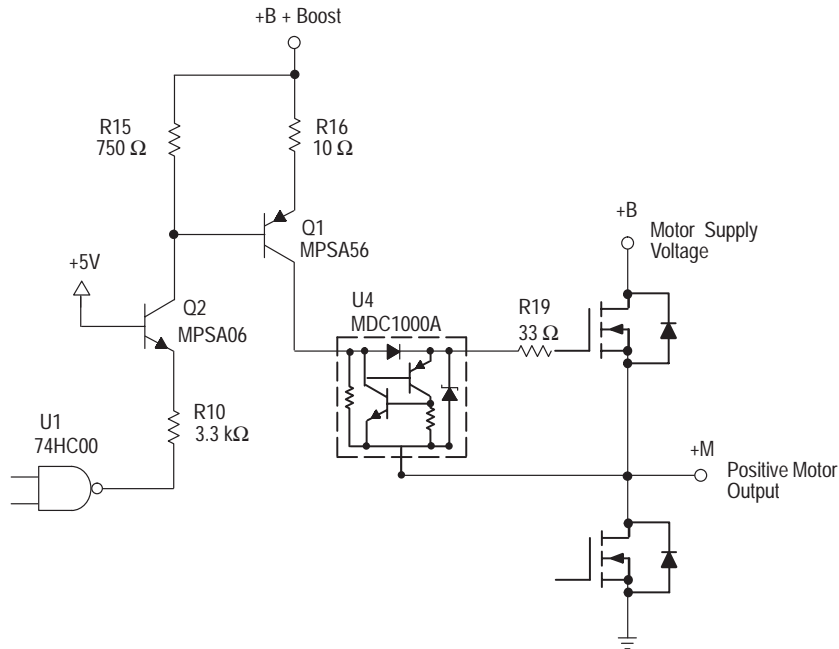 +B + Boost
R15
750 Ω
R16
10 Ω
Q1
MPSA56
+5V
Q2
MPSA06
R10
3.3 kΩ
U1
74HC00
U4
MDC1000A
R19
33 Ω
+B
Motor Supply
Voltage
+M
Positive Motor
Output